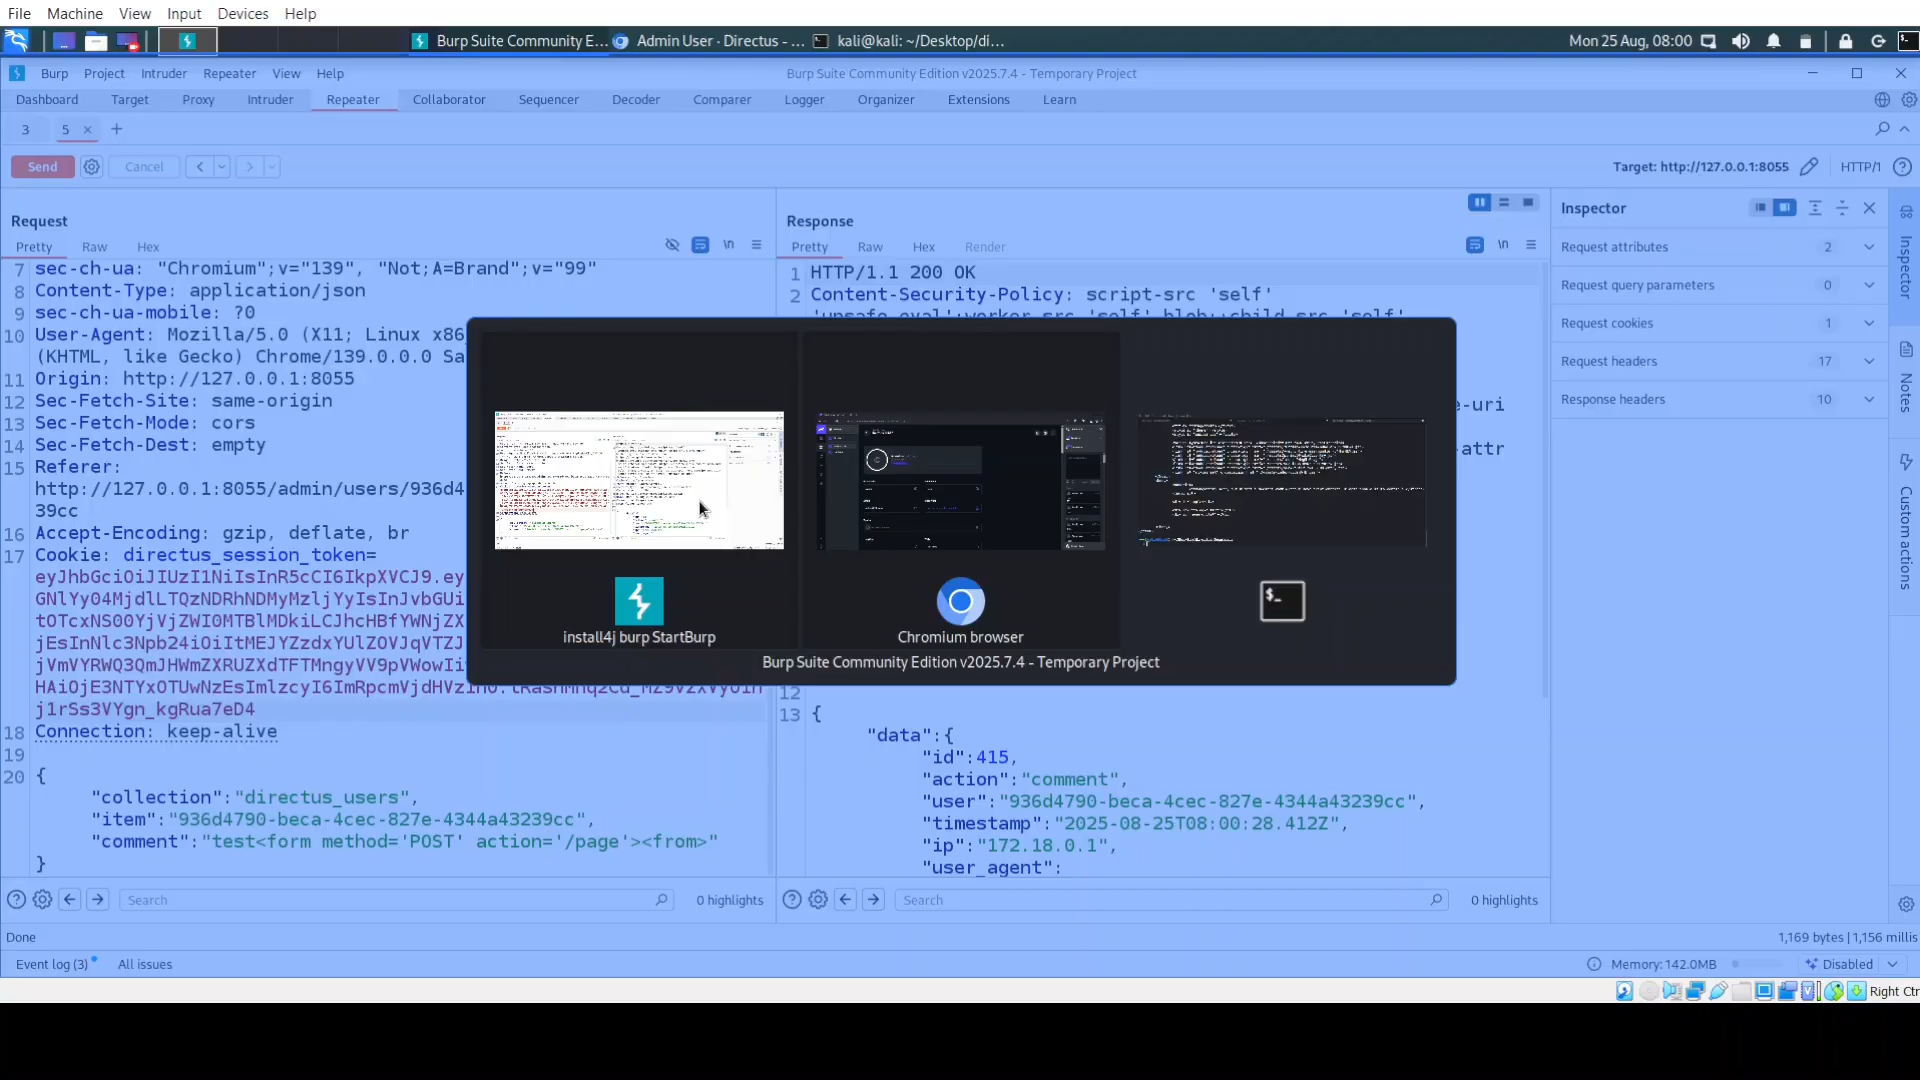 File Machine View Input Devices Help
Burp Suite Community E... Admin User · Directus - ... kali@kali: ~/Desktop/di... Mon 25 Aug, 08:00
Burp Project Intruder Repeater View Help Burp Suite Community Edition v2025.7.4 - Temporary Project
Dashboard Target Proxy Intruder Repeater Collaborator Sequencer Decoder Comparer Logger Organizer Extensions Learn
3 5 × +
Send Cancel < > Target: http://127.0.0.1:8055 HTTP/1
Request
Pretty Raw Hex
7 sec-ch-ua: "Chromium";v="139", "Not;A=Brand";v="99"
8 Content-Type: application/json
9 sec-ch-ua-mobile: ?0
10 User-Agent: Mozilla/5.0 (X11; Linux x86
(KHTML, like Gecko) Chrome/139.0.0.0 Sa
11 Origin: http://127.0.0.1:8055
12 Sec-Fetch-Site: same-origin
13 Sec-Fetch-Mode: cors
14 Sec-Fetch-Dest: empty
15 Referer:
http://127.0.0.1:8055/admin/users/936d4
39cc
16 Accept-Encoding: gzip, deflate, br
17 Cookie: directus_session_token=
eyJhbGciOiJIUzI1NiIsInR5cCI6IkpXVCJ9.ey
j1rSs3VYgn_kgRua7eD4
18 Connection: keep-alive
19
20 {
"collection":"directus_users",
"item":"936d4790-beca-4cec-827e-4344a43239cc",
"comment":"test<form method='POST' action='/page'><from>"
}
Search 0 highlights
Response
Pretty Raw Hex Render
1 HTTP/1.1 200 OK
2 Content-Security-Policy: script-src 'self'
'unsafe-eval';worker-src 'self' blob:;child-src 'self'
e-uri
-attr
12
13 {
"data":{
"id":415,
"action":"comment",
"user":"936d4790-beca-4cec-827e-4344a43239cc",
"timestamp":"2025-08-25T08:00:28.412Z",
"ip":"172.18.0.1",
"user_agent":
Search 0 highlights
install4j burp StartBurp
Chromium browser
Burp Suite Community Edition v2025.7.4 - Temporary Project
Inspector
Request attributes 2
Request query parameters 0
Request cookies 1
Request headers 17
Response headers 10
Inspector
Notes
Custom actions
Done 1,169 bytes | 1,156 millis
Event log (3) All issues Memory: 142.0MB Disabled
Right Ctr